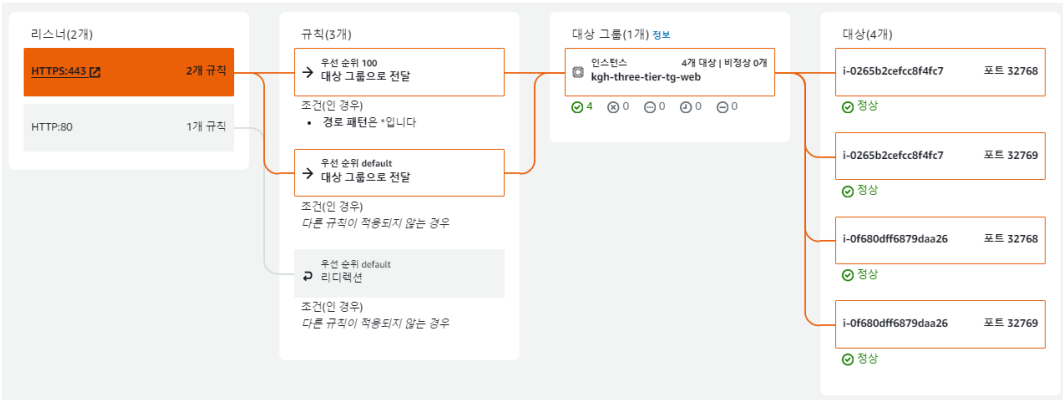 리스너(2개)
HTTPS:443 2개 규칙
HTTP:80 1개 규칙
규칙(3개)
우선 순위 100
대상 그룹으로 전달
조건(인 경우)
• 경로 패턴은 *입니다
우선 순위 default
대상 그룹으로 전달
조건(인 경우)
다른 규칙이 적용되지 않는 경우
우선 순위 default
리디렉션
조건(인 경우)
다른 규칙이 적용되지 않는 경우
대상 그룹(1개) 정보
인스턴스 4개 대상 | 비정상 0개
kgh-three-tier-tg-web
4 0 0 0 0
대상(4개)
i-0265b2cefcc8f4fc7 포트 32768
정상
i-0265b2cefcc8f4fc7 포트 32769
정상
i-0f680dff6879daa26 포트 32768
정상
i-0f680dff6879daa26 포트 32769
정상